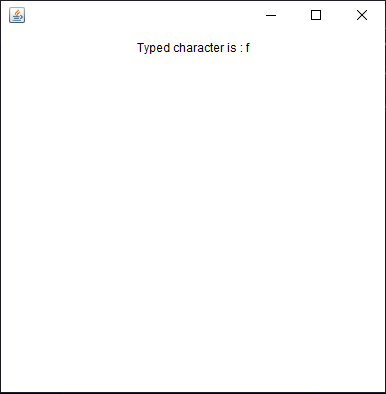 Typed character is : f